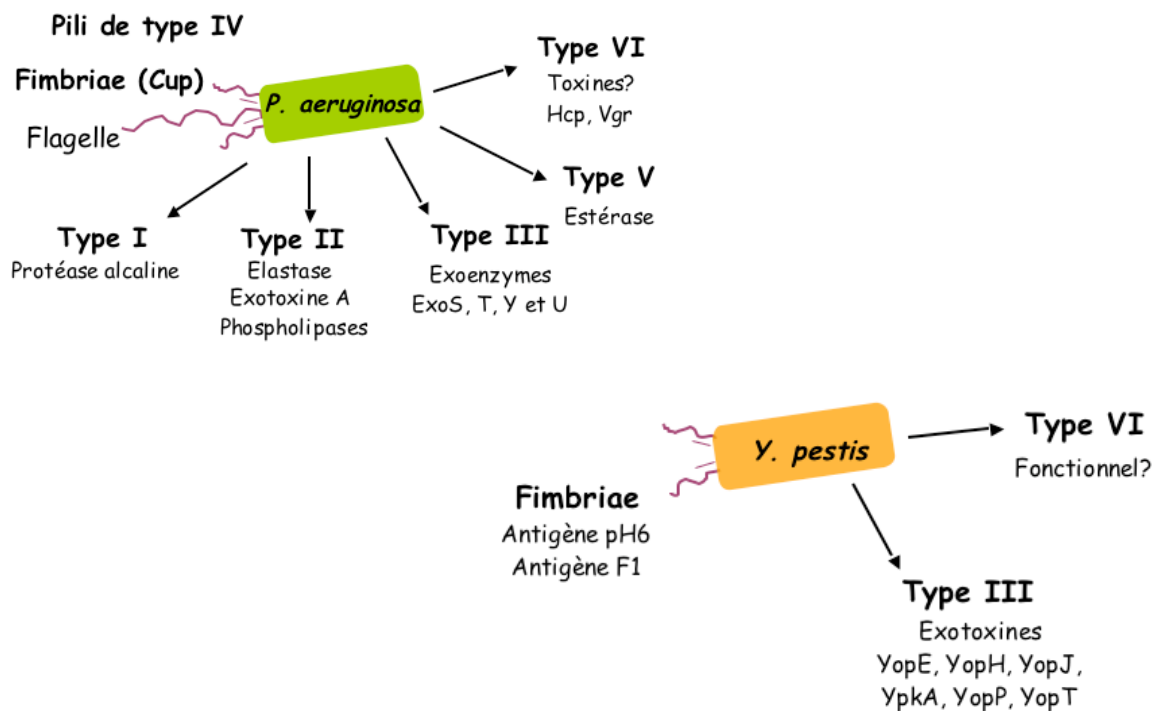 Pili de type IV
Fimbriae (Cup)
Flagelle
P. aeruginosa
Type VI
Toxines?
Hcp, Vgr
Type V
Estérase
Type I
Protéase alcaline
Type II
Elastase
Exotoxine A
Phospholipases
Type III
Exoenzymes
ExoS, T, Y et U
Y. pestis
Type VI
Fonctionnel?
Fimbriae
Antigène pH6
Antigène F1
Type III
Exotoxines
YopE, YopH, YopJ,
YpkA, YopP, YopT